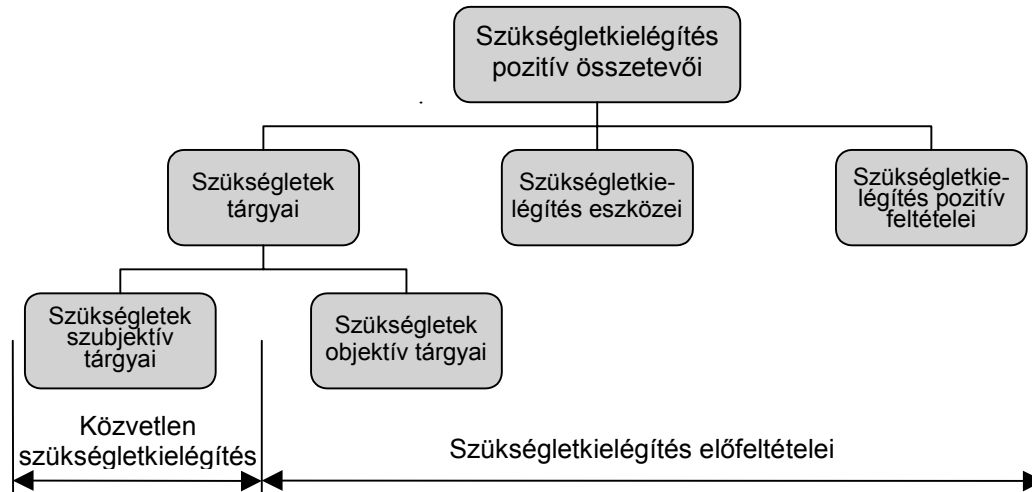 Szükségletkielégítés
pozitív összetevői
Szükségletek
tárgyai
Szükségletkie-
légítés eszközei
Szükségletkie-
légítés pozitív
feltételei
Szükségletek
szubjektív
tárgyai
Szükségletek
objektív tárgyai
Közvetlen
szükségletkielégítés
Szükségletkielégítés előfeltételei